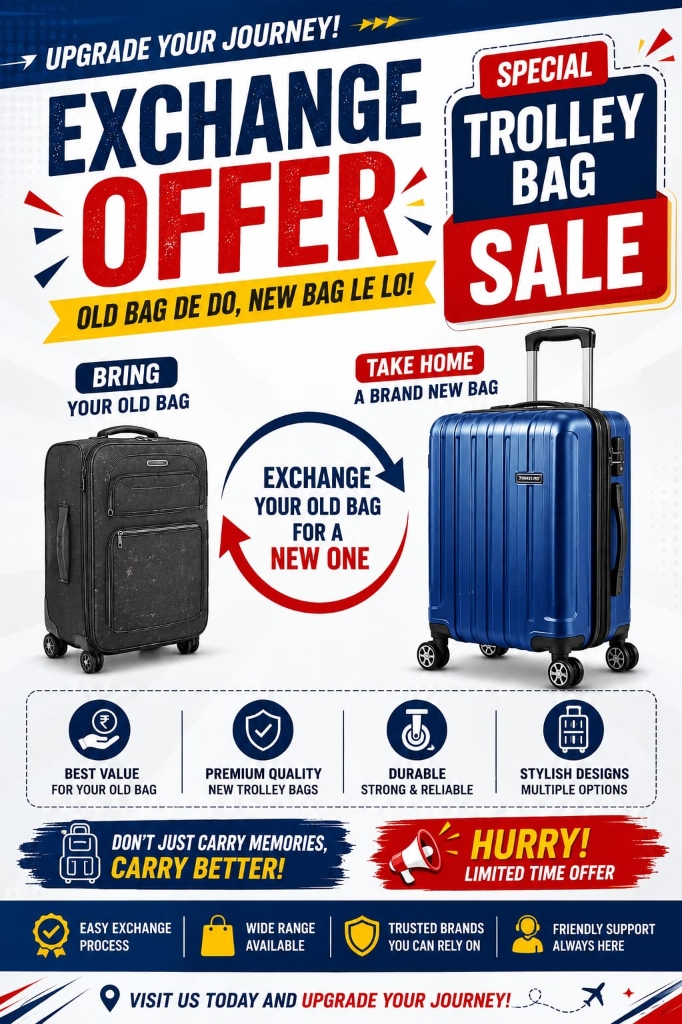 UPGRADE YOUR JOURNEY!
EXCHANGE
OFFER
OLD BAG DE DO, NEW BAG LE LO!
SPECIAL
TROLLEY
BAG
SALE
BRING
YOUR OLD BAG
TAKE HOME
A BRAND NEW BAG
EXCHANGE
YOUR OLD BAG
FOR A
NEW ONE
₹
BEST VALUE
FOR YOUR OLD BAG
PREMIUM QUALITY
NEW TROLLEY BAGS
DURABLE
STRONG & RELIABLE
STYLISH DESIGNS
MULTIPLE OPTIONS
DON'T JUST CARRY MEMORIES,
CARRY BETTER!
HURRY!
LIMITED TIME OFFER
EASY EXCHANGE
PROCESS
WIDE RANGE
AVAILABLE
TRUSTED BRANDS
YOU CAN RELY ON
FRIENDLY SUPPORT
ALWAYS HERE
VISIT US TODAY AND UPGRADE YOUR JOURNEY!